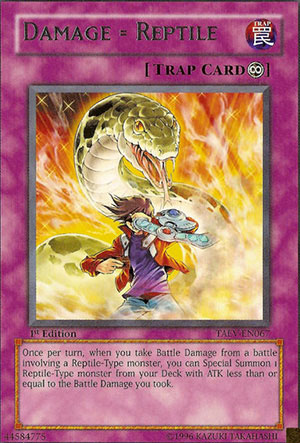 DAMAGE = REPTILE
TRAP
罠
[TRAP CARD]
1st Edition
TAEV-EN067
Once per turn, when you take Battle Damage from a battle
involving a Reptile-Type monster, you can Special Summon 1
Reptile-Type monster from your Deck with ATK less than or
equal to the Battle Damage you took.
44584775
©1996 KAZUKI TAKAHASHI